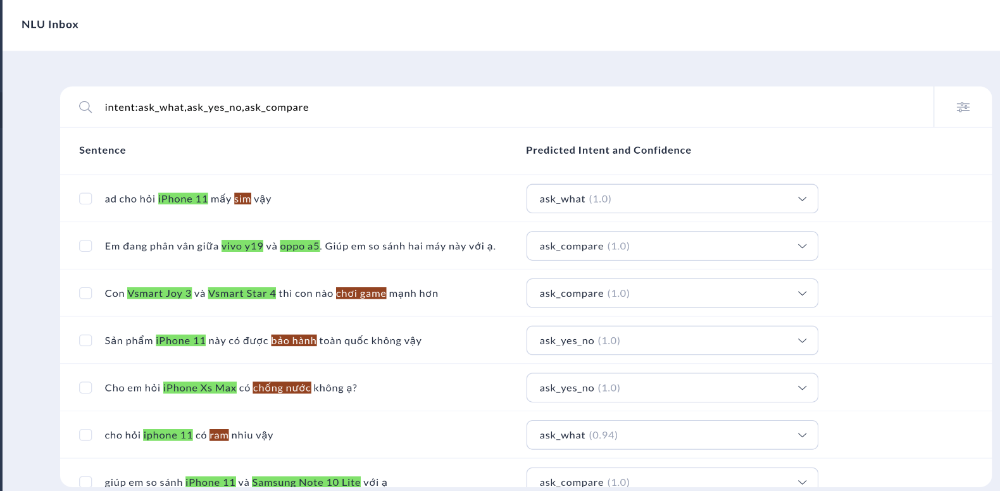 NLU Inbox
intent:ask_what,ask_yes_no,ask_compare
Sentence Predicted Intent and Confidence
ad cho hỏi iPhone 11 mấy sim vậy ask_what (1.0)
Em đang phân vân giữa vivo y19 và oppo a5. Giúp em so sánh hai máy này với ạ. ask_compare (1.0)
Con Vsmart Joy 3 và Vsmart Star 4 thì con nào chơi game mạnh hơn ask_compare (1.0)
Sản phẩm iPhone 11 này có được bảo hành toàn quốc không vậy ask_yes_no (1.0)
Cho em hỏi iPhone Xs Max có chống nước không ạ? ask_yes_no (1.0)
cho hỏi iphone 11 có ram nhiu vậy ask_what (0.94)
giúp em so sánh iPhone 11 và Samsung Note 10 Lite với ạ ask_compare (1.0)